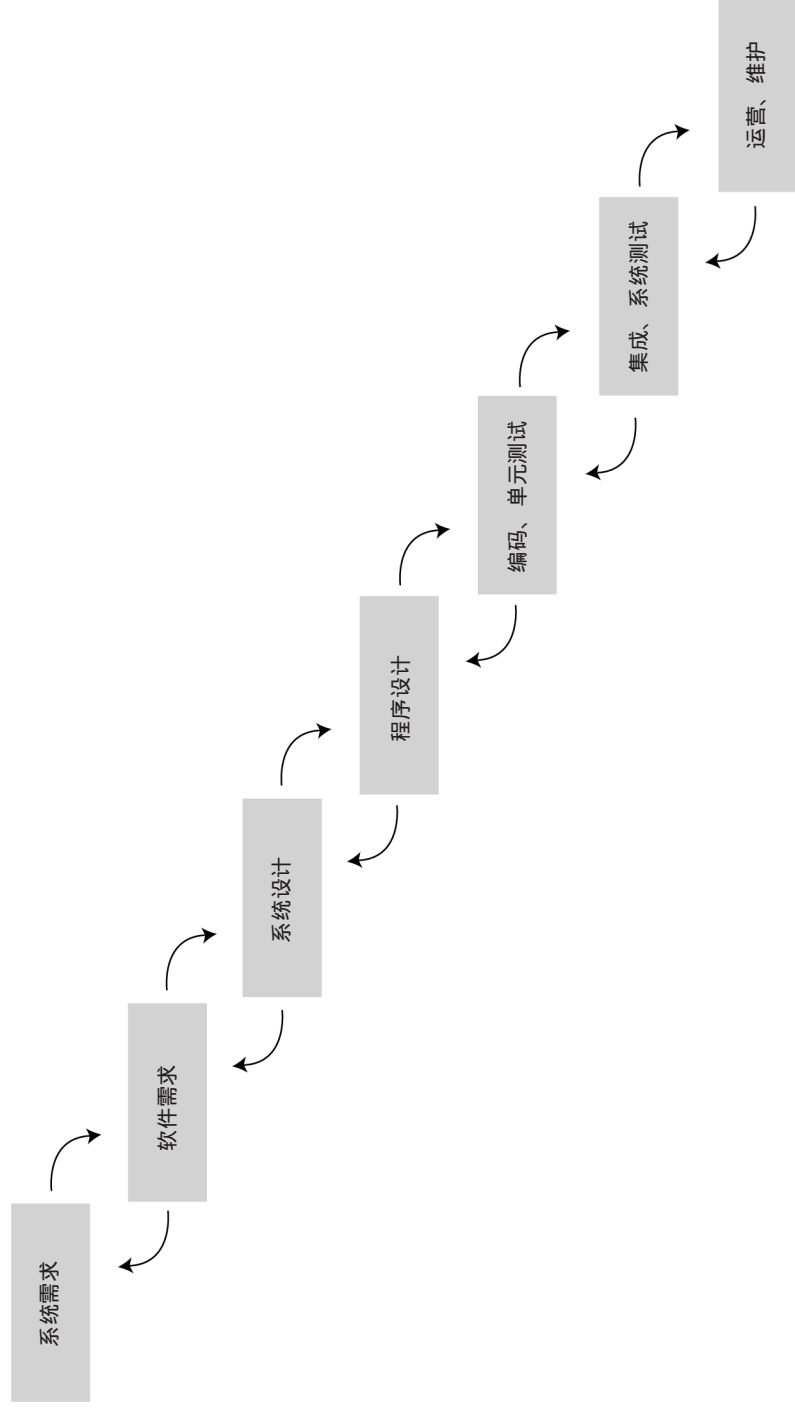 系统需求
软件需求
系统设计
程序设计
编码、单元测试
集成、系统测试
运营、维护